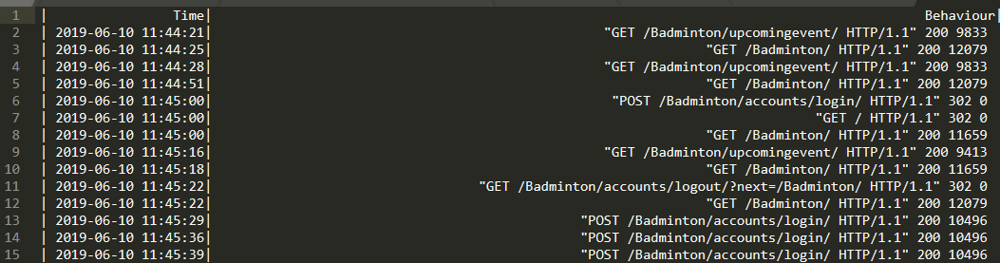 1 | Time| Behaviour|
2 | 2019-06-10 11:44:21| "GET /Badminton/upcomingevent/ HTTP/1.1" 200 9833
3 | 2019-06-10 11:44:25| "GET /Badminton/ HTTP/1.1" 200 12079
4 | 2019-06-10 11:44:28| "GET /Badminton/upcomingevent/ HTTP/1.1" 200 9833
5 | 2019-06-10 11:44:51| "GET /Badminton/ HTTP/1.1" 200 12079
6 | 2019-06-10 11:45:00| "POST /Badminton/accounts/login/ HTTP/1.1" 302 0
7 | 2019-06-10 11:45:00| "GET / HTTP/1.1" 302 0
8 | 2019-06-10 11:45:00| "GET /Badminton/ HTTP/1.1" 200 11659
9 | 2019-06-10 11:45:16| "GET /Badminton/upcomingevent/ HTTP/1.1" 200 9413
10 | 2019-06-10 11:45:18| "GET /Badminton/ HTTP/1.1" 200 11659
11 | 2019-06-10 11:45:22| "GET /Badminton/accounts/logout/?next=/Badminton/ HTTP/1.1" 302 0
12 | 2019-06-10 11:45:22| "GET /Badminton/ HTTP/1.1" 200 12079
13 | 2019-06-10 11:45:29| "POST /Badminton/accounts/login/ HTTP/1.1" 200 10496
14 | 2019-06-10 11:45:36| "POST /Badminton/accounts/login/ HTTP/1.1" 200 10496
15 | 2019-06-10 11:45:39| "POST /Badminton/accounts/login/ HTTP/1.1" 200 10496